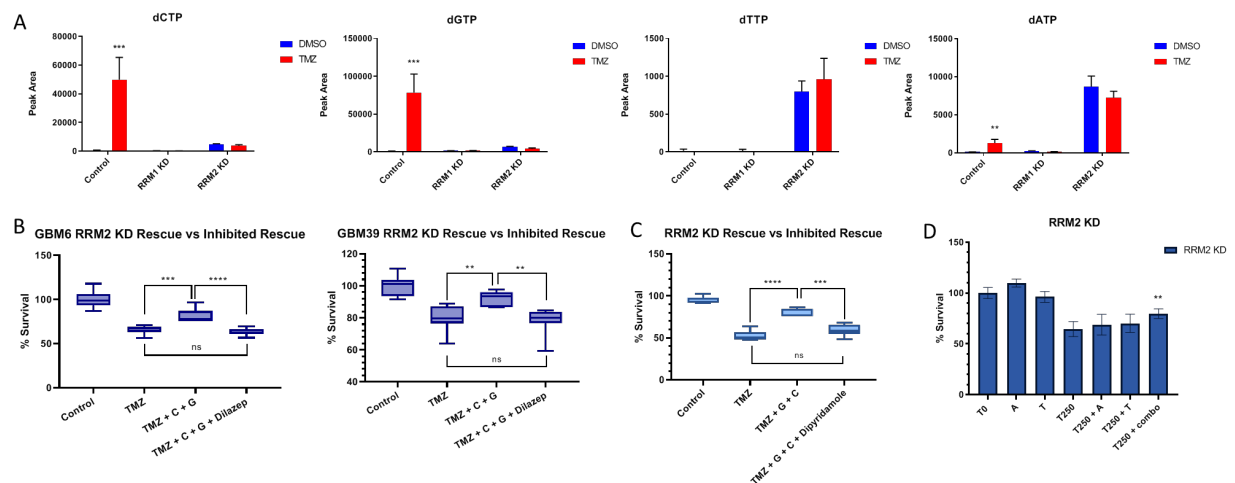 A
dCTP
80000
60000
40000
20000
0
Peak Area
***
DMSO
TMZ
Control
RRM1 KD
RRM2 KD
dGTP
150000
100000
50000
0
Peak Area
***
DMSO
TMZ
Control
RRM1 KD
RRM2 KD
dTTP
1500
1000
500
0
Peak Area
DMSO
TMZ
Control
RRM1 KD
RRM2 KD
dATP
15000
10000
5000
0
Peak Area
**
DMSO
TMZ
Control
RRM1 KD
RRM2 KD
B
GBM6 RRM2 KD Rescue vs Inhibited Rescue
150
100
50
0
% Survival
***
****
ns
Control
TMZ
TMZ + C + G
TMZ + C + G + Dilazep
GBM39 RRM2 KD Rescue vs Inhibited Rescue
120
100
80
60
40
% Survival
**
**
ns
Control
TMZ
TMZ + C + G
TMZ + C + G + Dilazep
C
RRM2 KD Rescue vs Inhibited Rescue
150
100
50
0
% Survival
****
***
ns
Control
TMZ
TMZ + G + C
TMZ + G + C + Dipyridamole
D
RRM2 KD
150
100
50
0
% Survival
RRM2 KD
**
T0
A
T
T250
T250 + A
T250 + T
T250 + combo